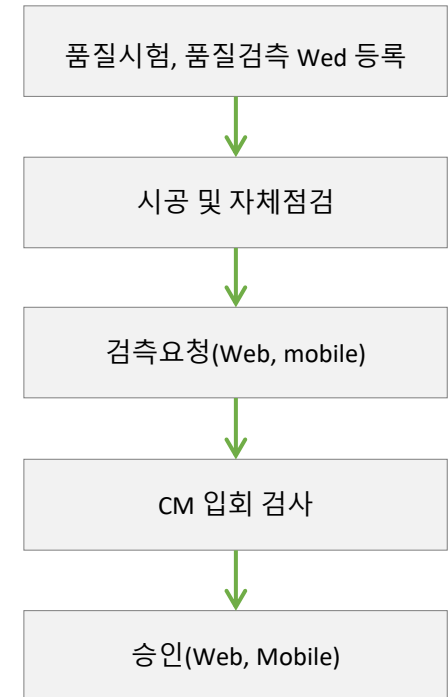 품질시험, 품질검측 Wed 등록
시공 및 자체점검
검측요청(Web, mobile)
CM 입회 검사
승인(Web, Mobile)